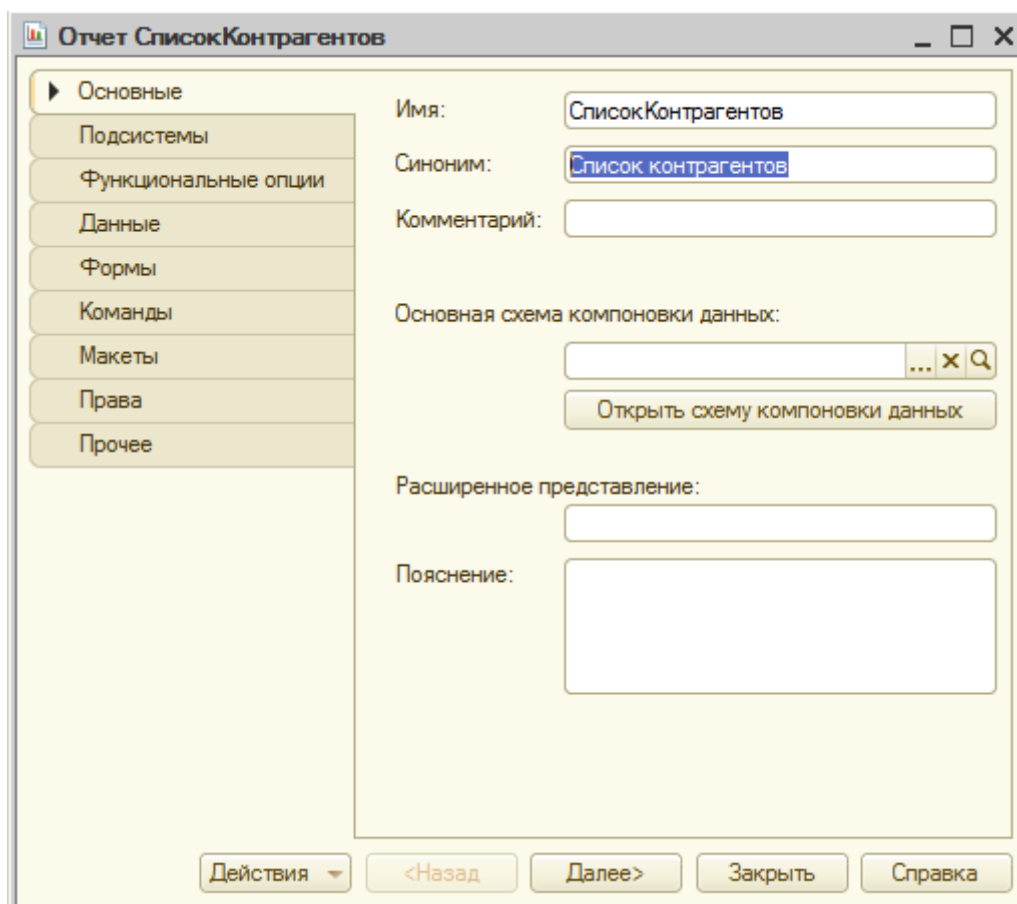 Отчет СписокКонтрагентов
Основные
Подсистемы
Функциональные опции
Данные
Формы
Команды
Макеты
Права
Прочее
Имя: СписокКонтрагентов
Синоним: Список контрагентов
Комментарий:
Основная схема компоновки данных:
...
Открыть схему компоновки данных
Расширенное представление:
Пояснение:
Действия <Назад Далее> Закрыть Справка